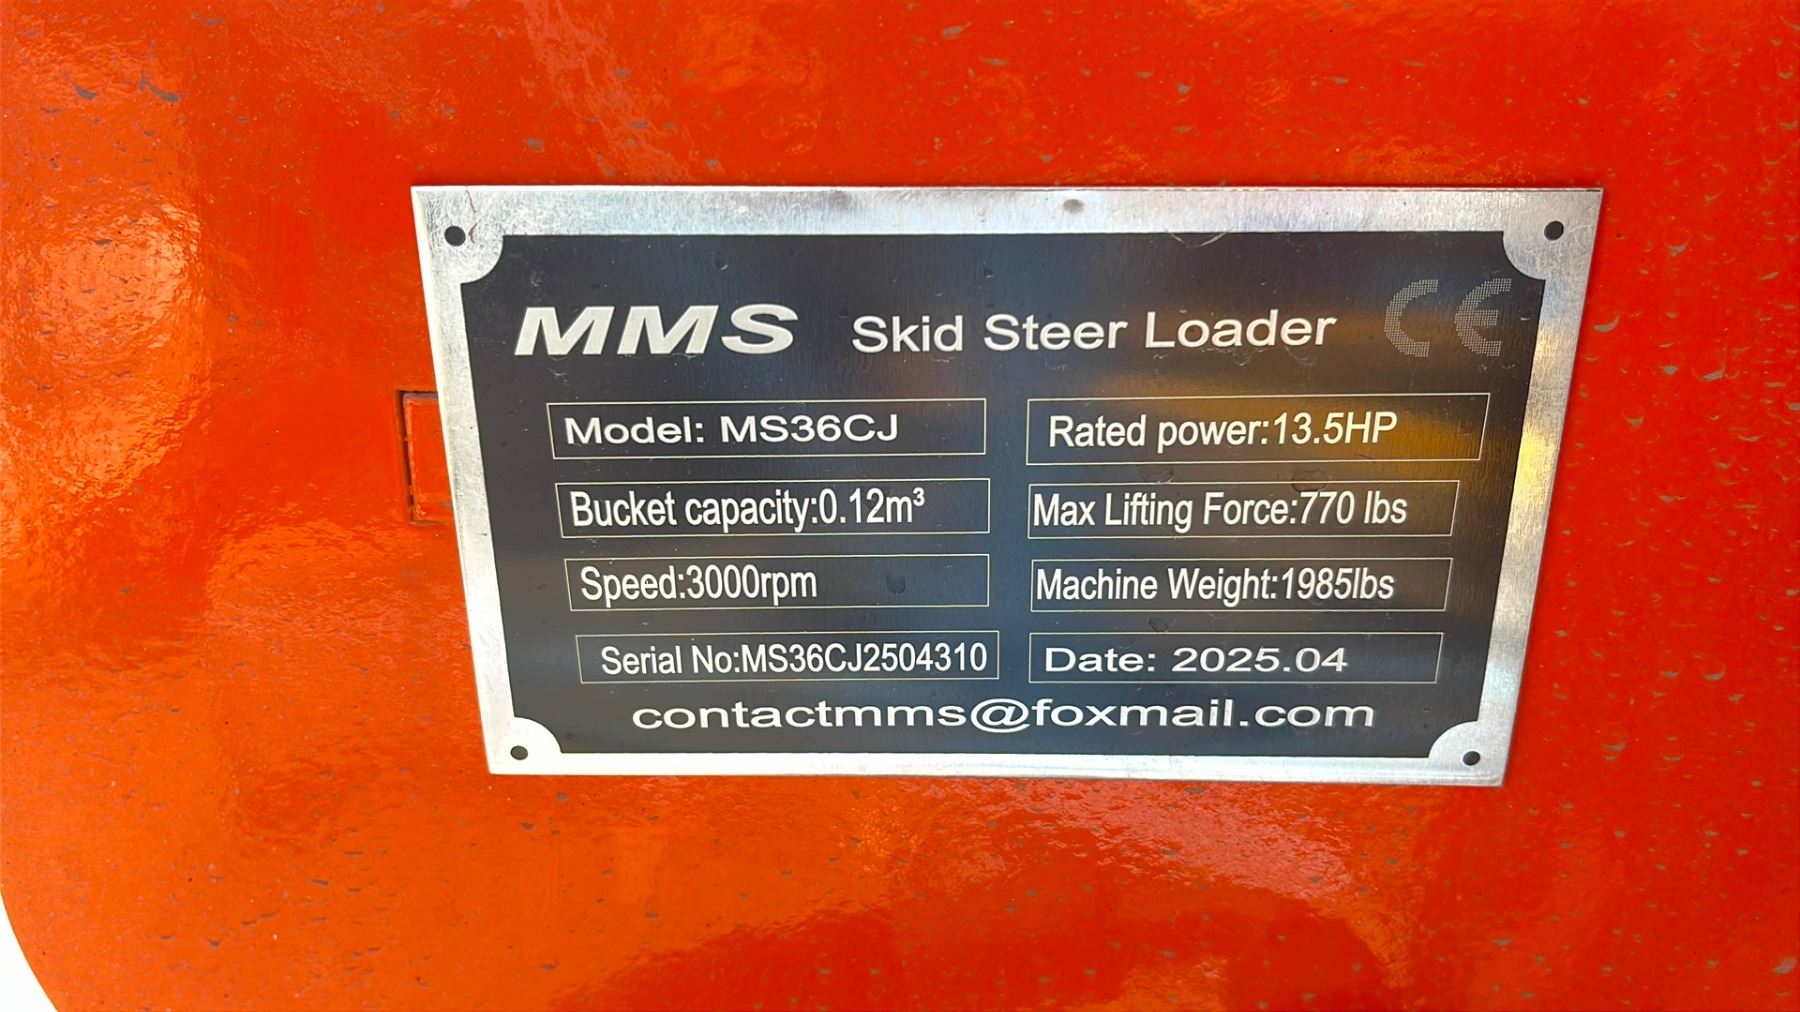 MMS Skid Steer Loader CE
Model: MS36CJ
Rated power:13.5HP
Bucket capacity:0.12m³
Max Lifting Force:770 lbs
Speed:3000rpm
Machine Weight:1985lbs
Serial No:MS36CJ2504310
Date: 2025.04
contactmms@foxmail.com